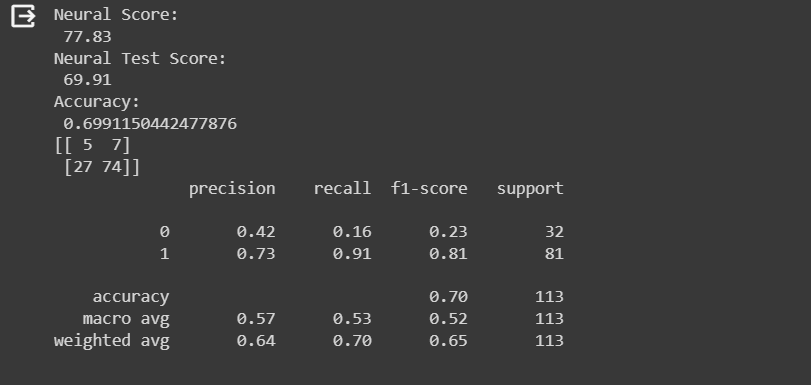 Neural Score:
77.83
Neural Test Score:
69.91
Accuracy:
0.6991150442477876
[[ 5  7]
[27 74]]
precision recall f1-score support
0 0.42 0.16 0.23 32
1 0.73 0.91 0.81 81
accuracy 0.70 113
macro avg 0.57 0.53 0.52 113
weighted avg 0.64 0.70 0.65 113